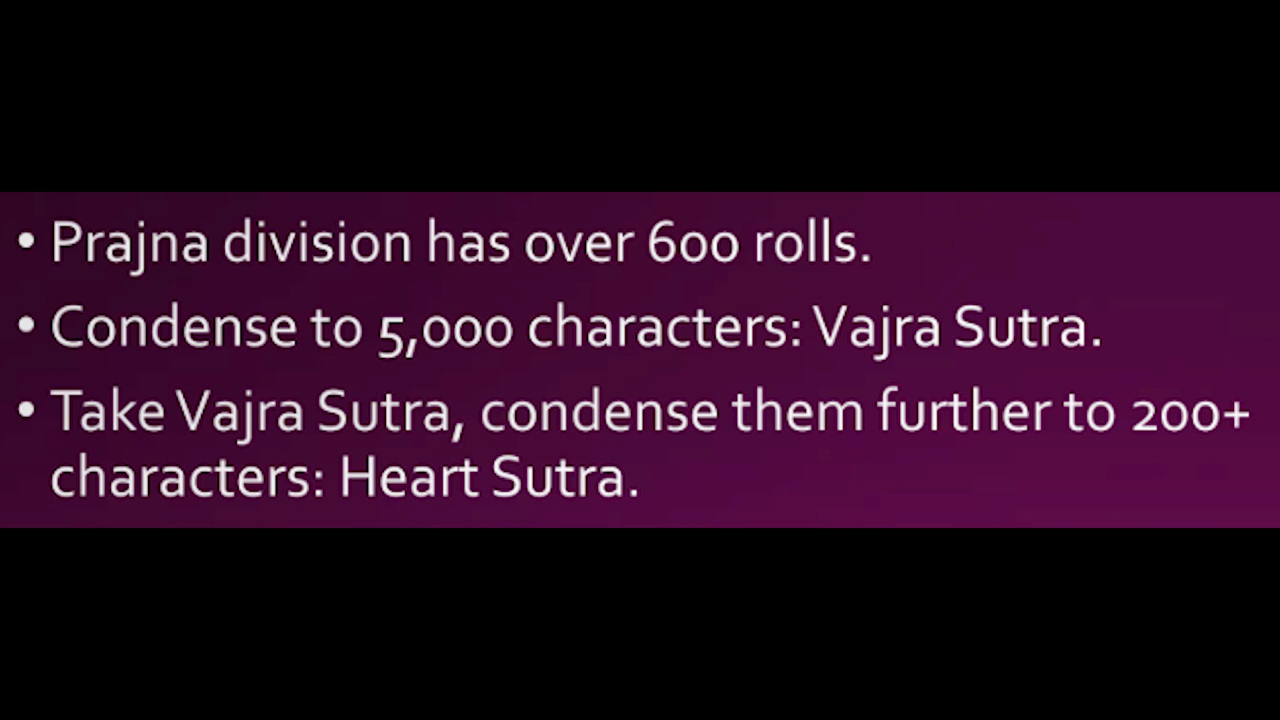 • Prajna division has over 600 rolls.
• Condense to 5,000 characters: Vajra Sutra.
• Take Vajra Sutra, condense them further to 200+
characters: Heart Sutra.